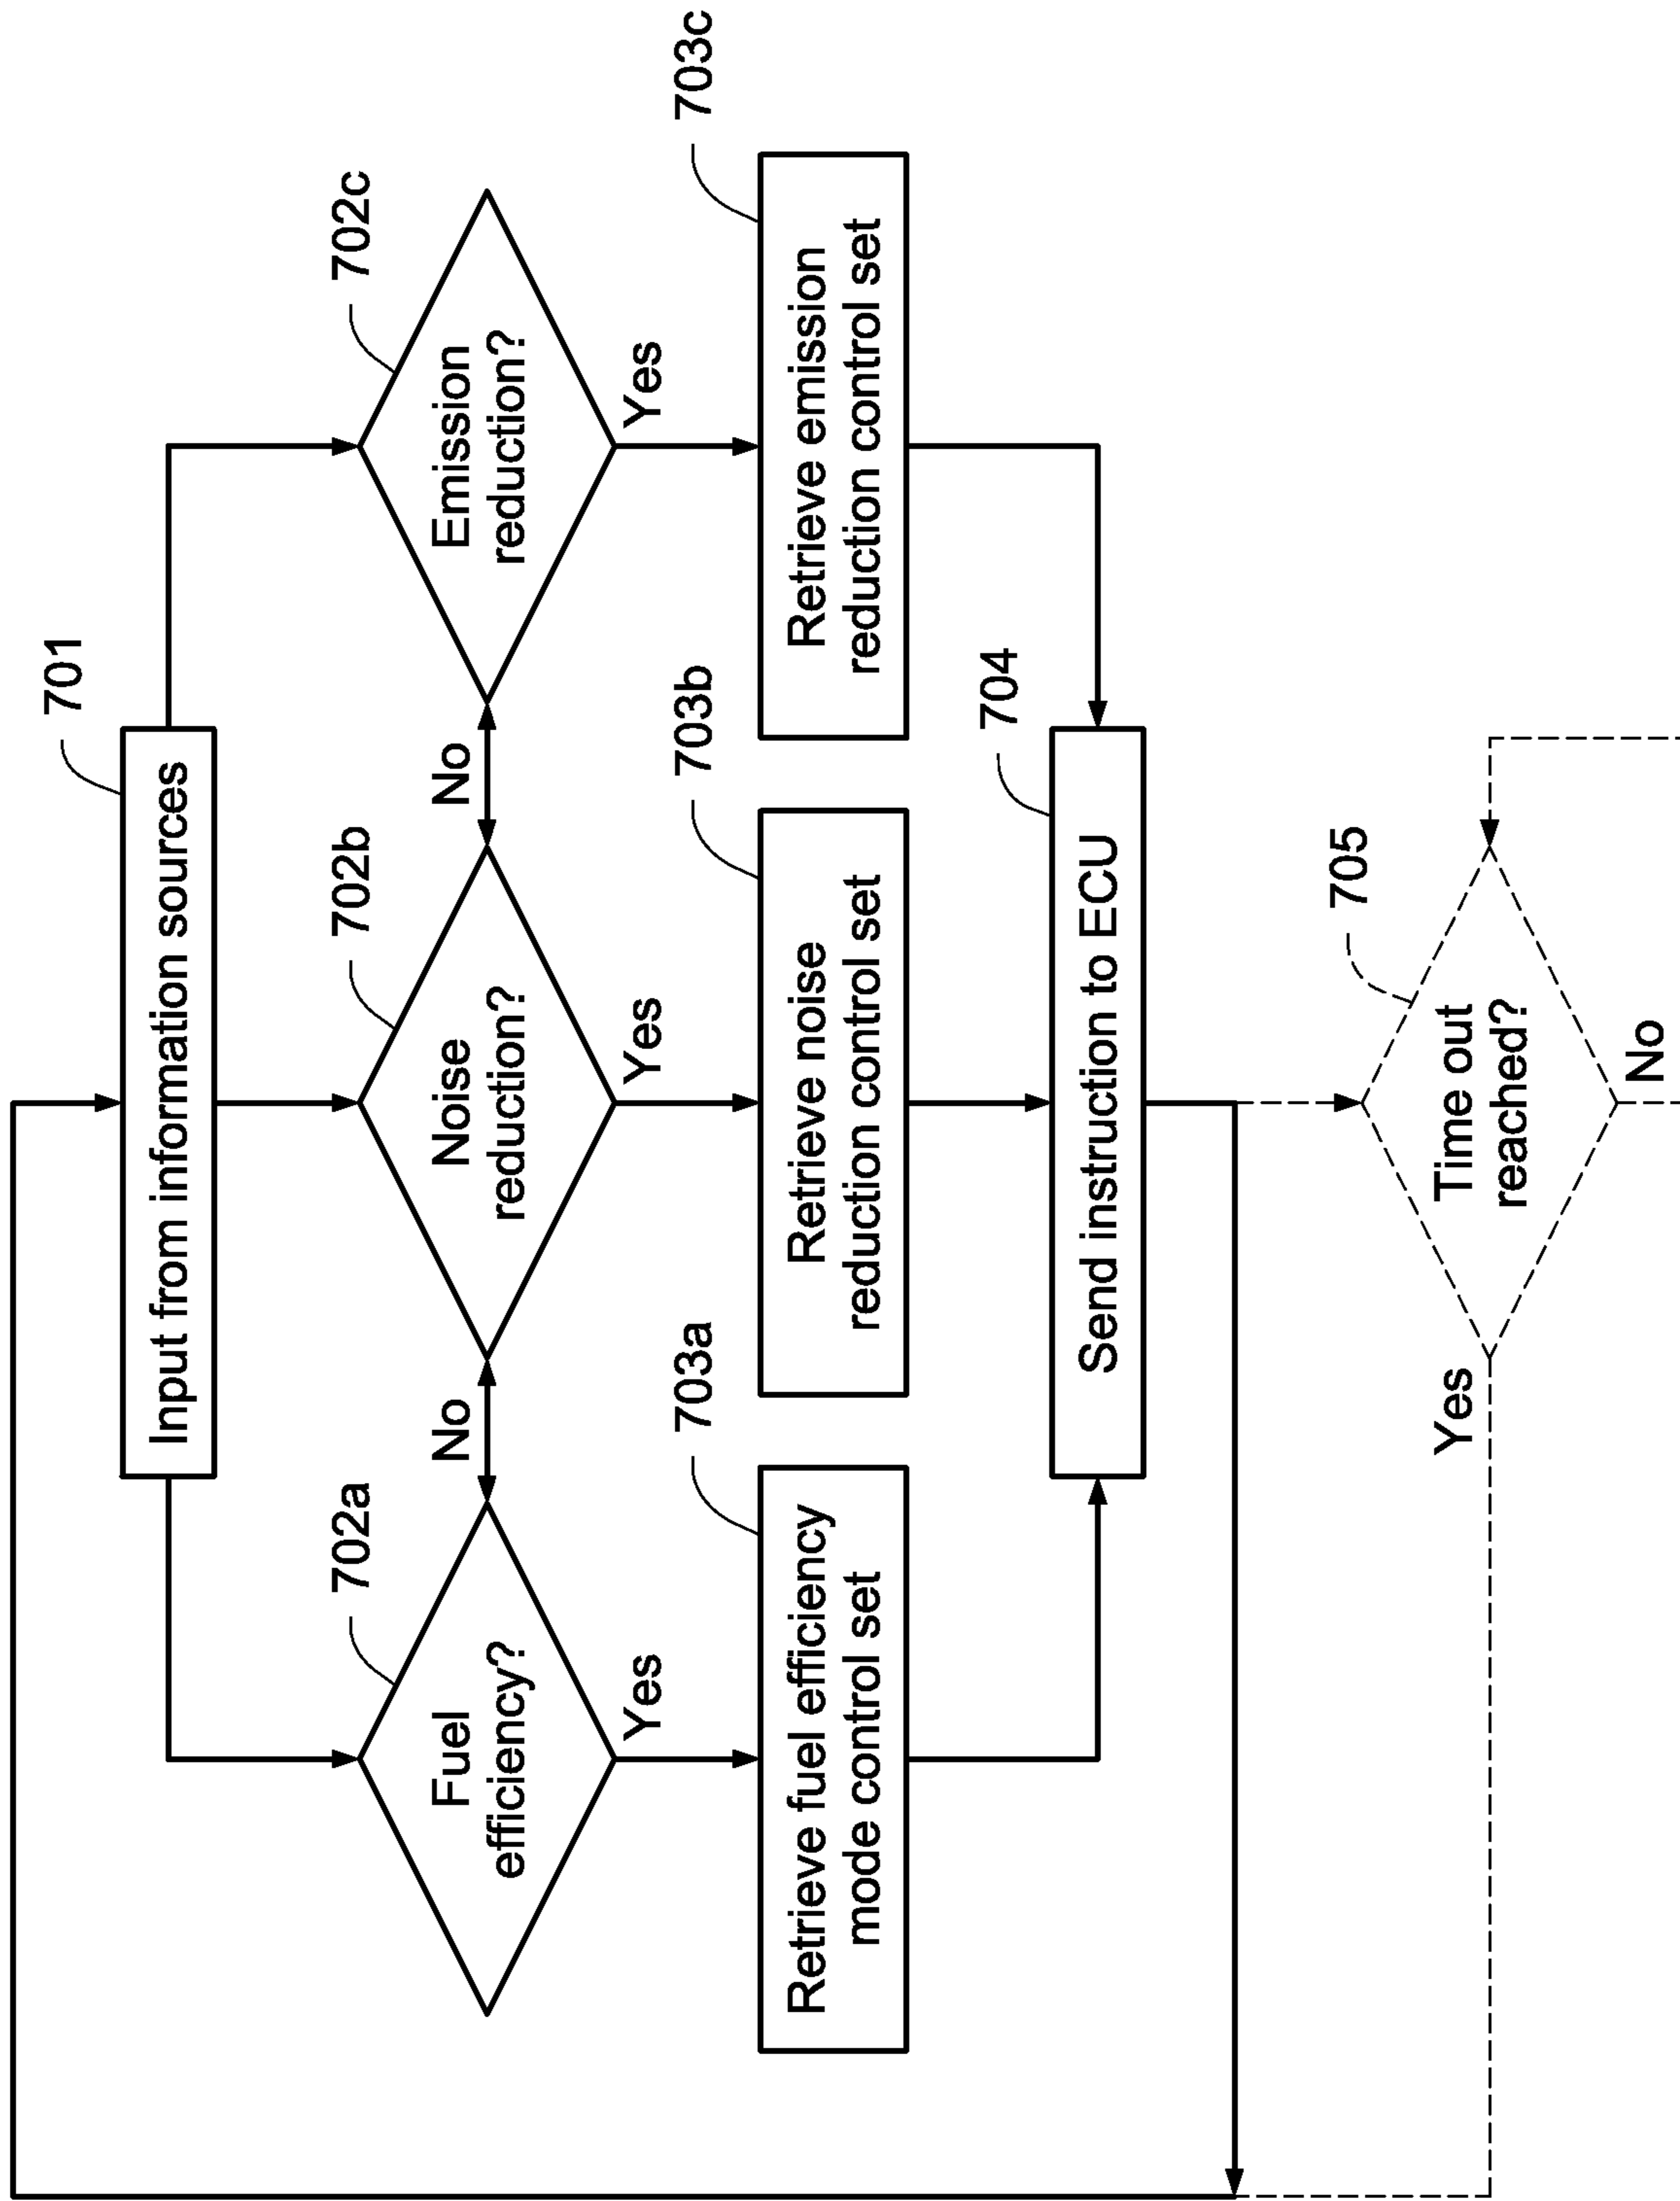 701
Input from information sources
702a
702b
702c
Fuel
efficiency?
No
Noise
reduction?
No
Emission
reduction?
Yes
Yes
Yes
703a
703b
703c
Retrieve fuel efficiency
mode control set
Retrieve noise
reduction control set
Retrieve emission
reduction control set
704
Send instruction to ECU
705
Yes
Time out
reached?
No